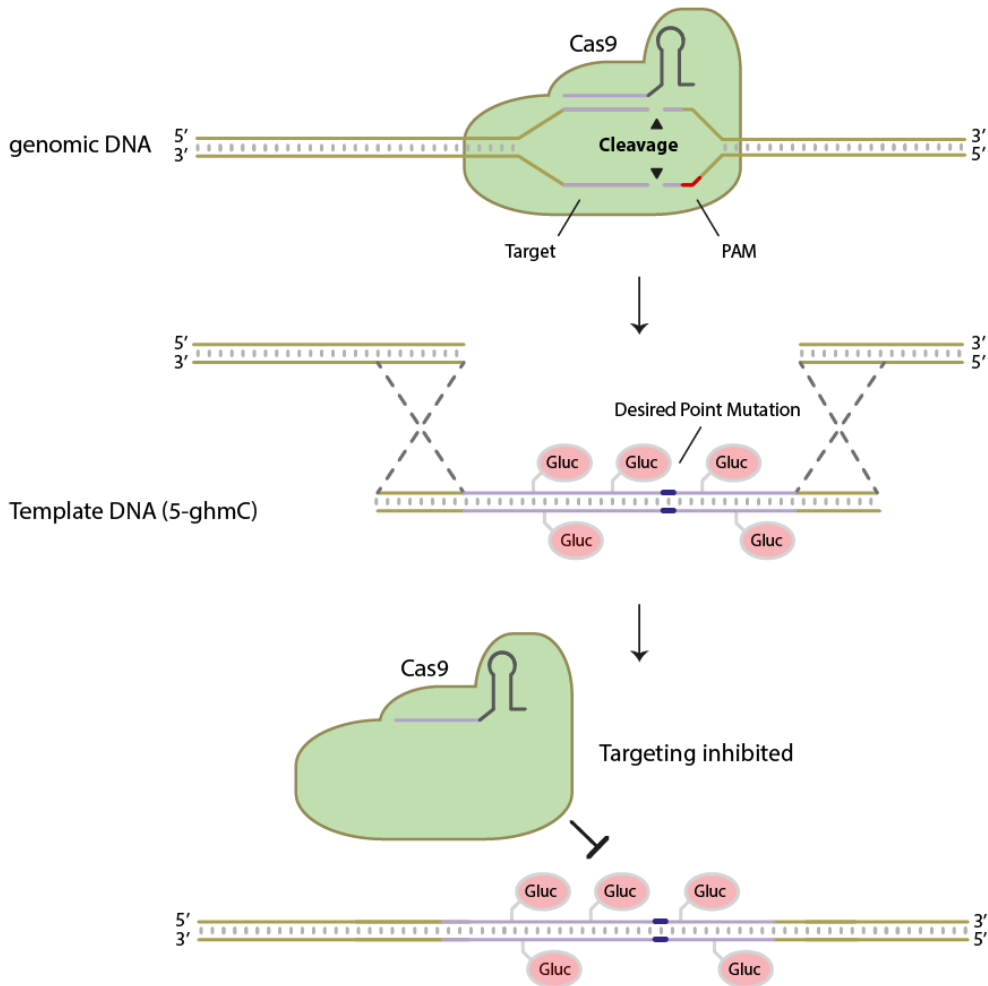 Cas9
5′
3′
genomic DNA
Cleavage
3′
5′
Target
PAM
5′
3′
3′
5′
Desired Point Mutation
Gluc
Gluc
Gluc
Template DNA (5-ghmC)
Gluc
Gluc
Cas9
Targeting inhibited
Gluc
Gluc
Gluc
5′
3′
3′
5′
Gluc
Gluc